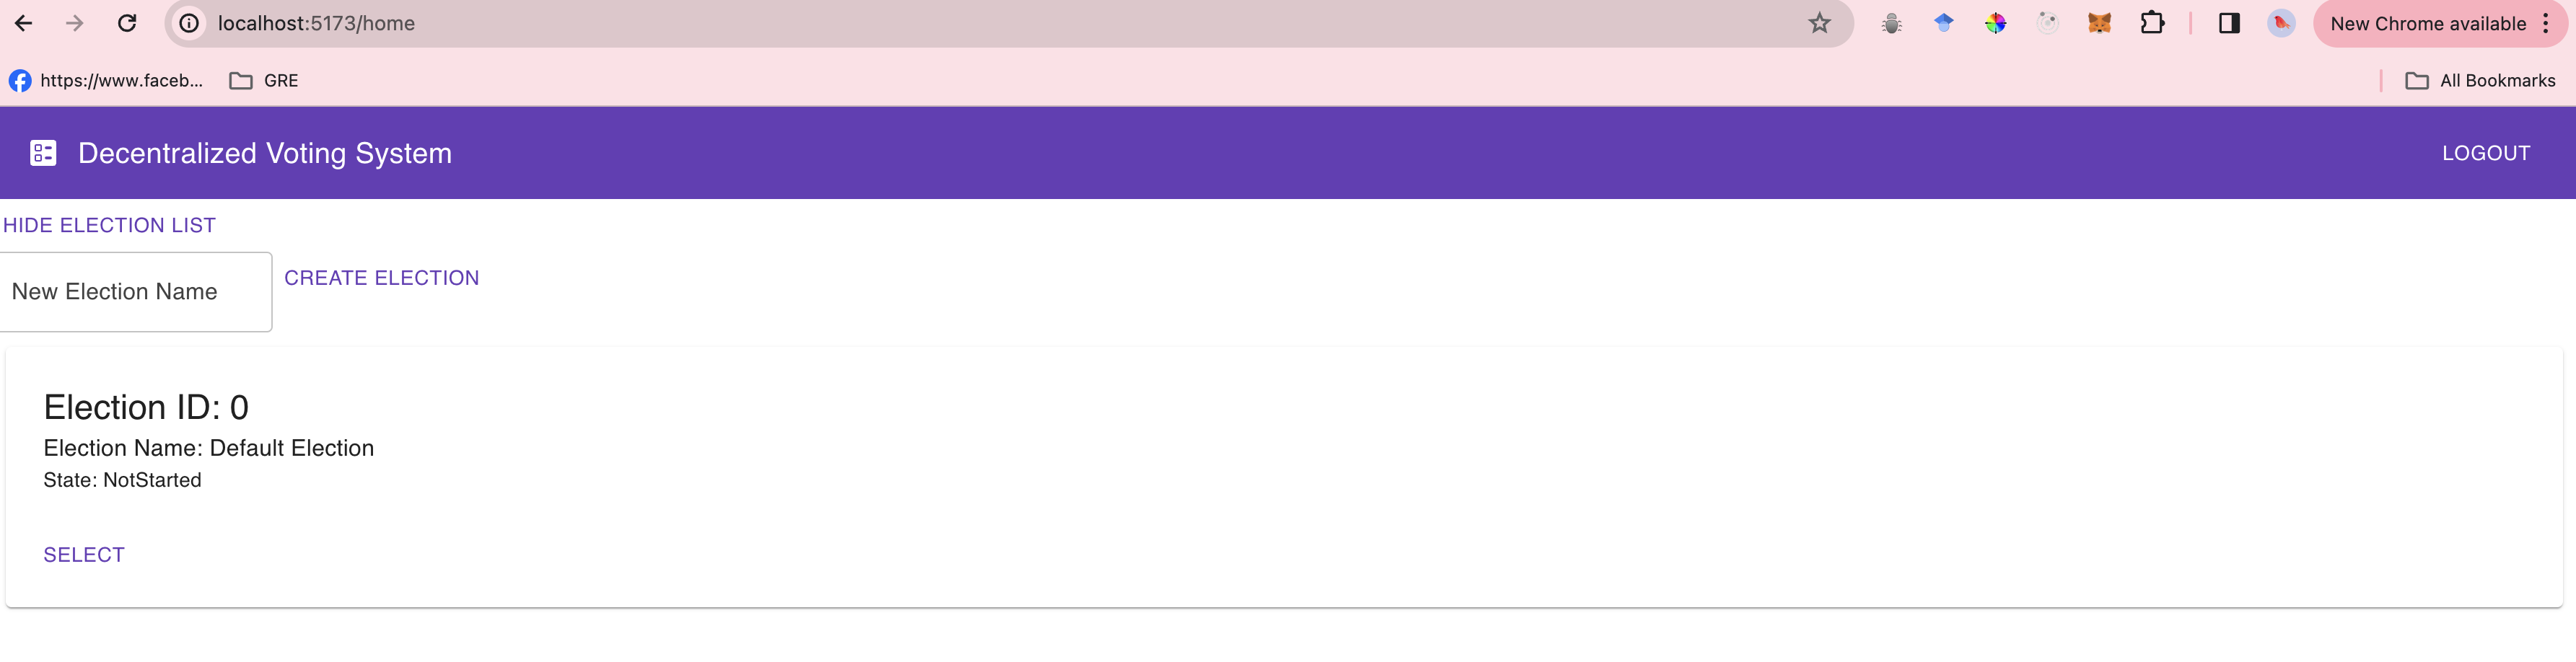 localhost:5173/home
New Chrome available
https://www.faceb...
GRE
All Bookmarks
Decentralized Voting System
LOGOUT
HIDE ELECTION LIST
New Election Name
CREATE ELECTION
Election ID: 0
Election Name: Default Election
State: NotStarted
SELECT